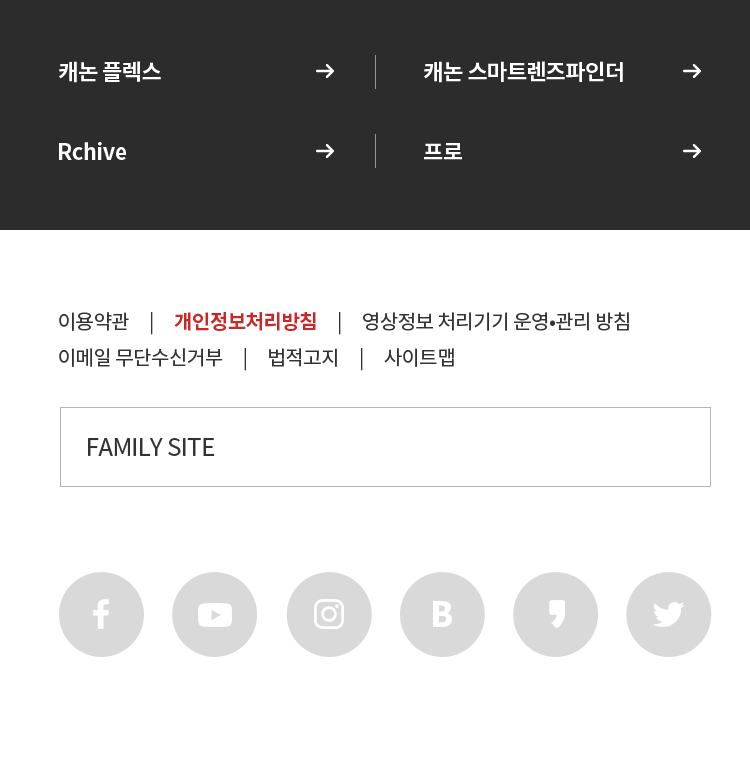 캐논 플렉스 캐논 스마트렌즈파인더
Rchive 프로
이용약관 | 개인정보처리방침 | 영상정보 처리기기 운영•관리 방침
이메일 무단수신거부 | 법적고지 | 사이트맵
FAMILY SITE
B